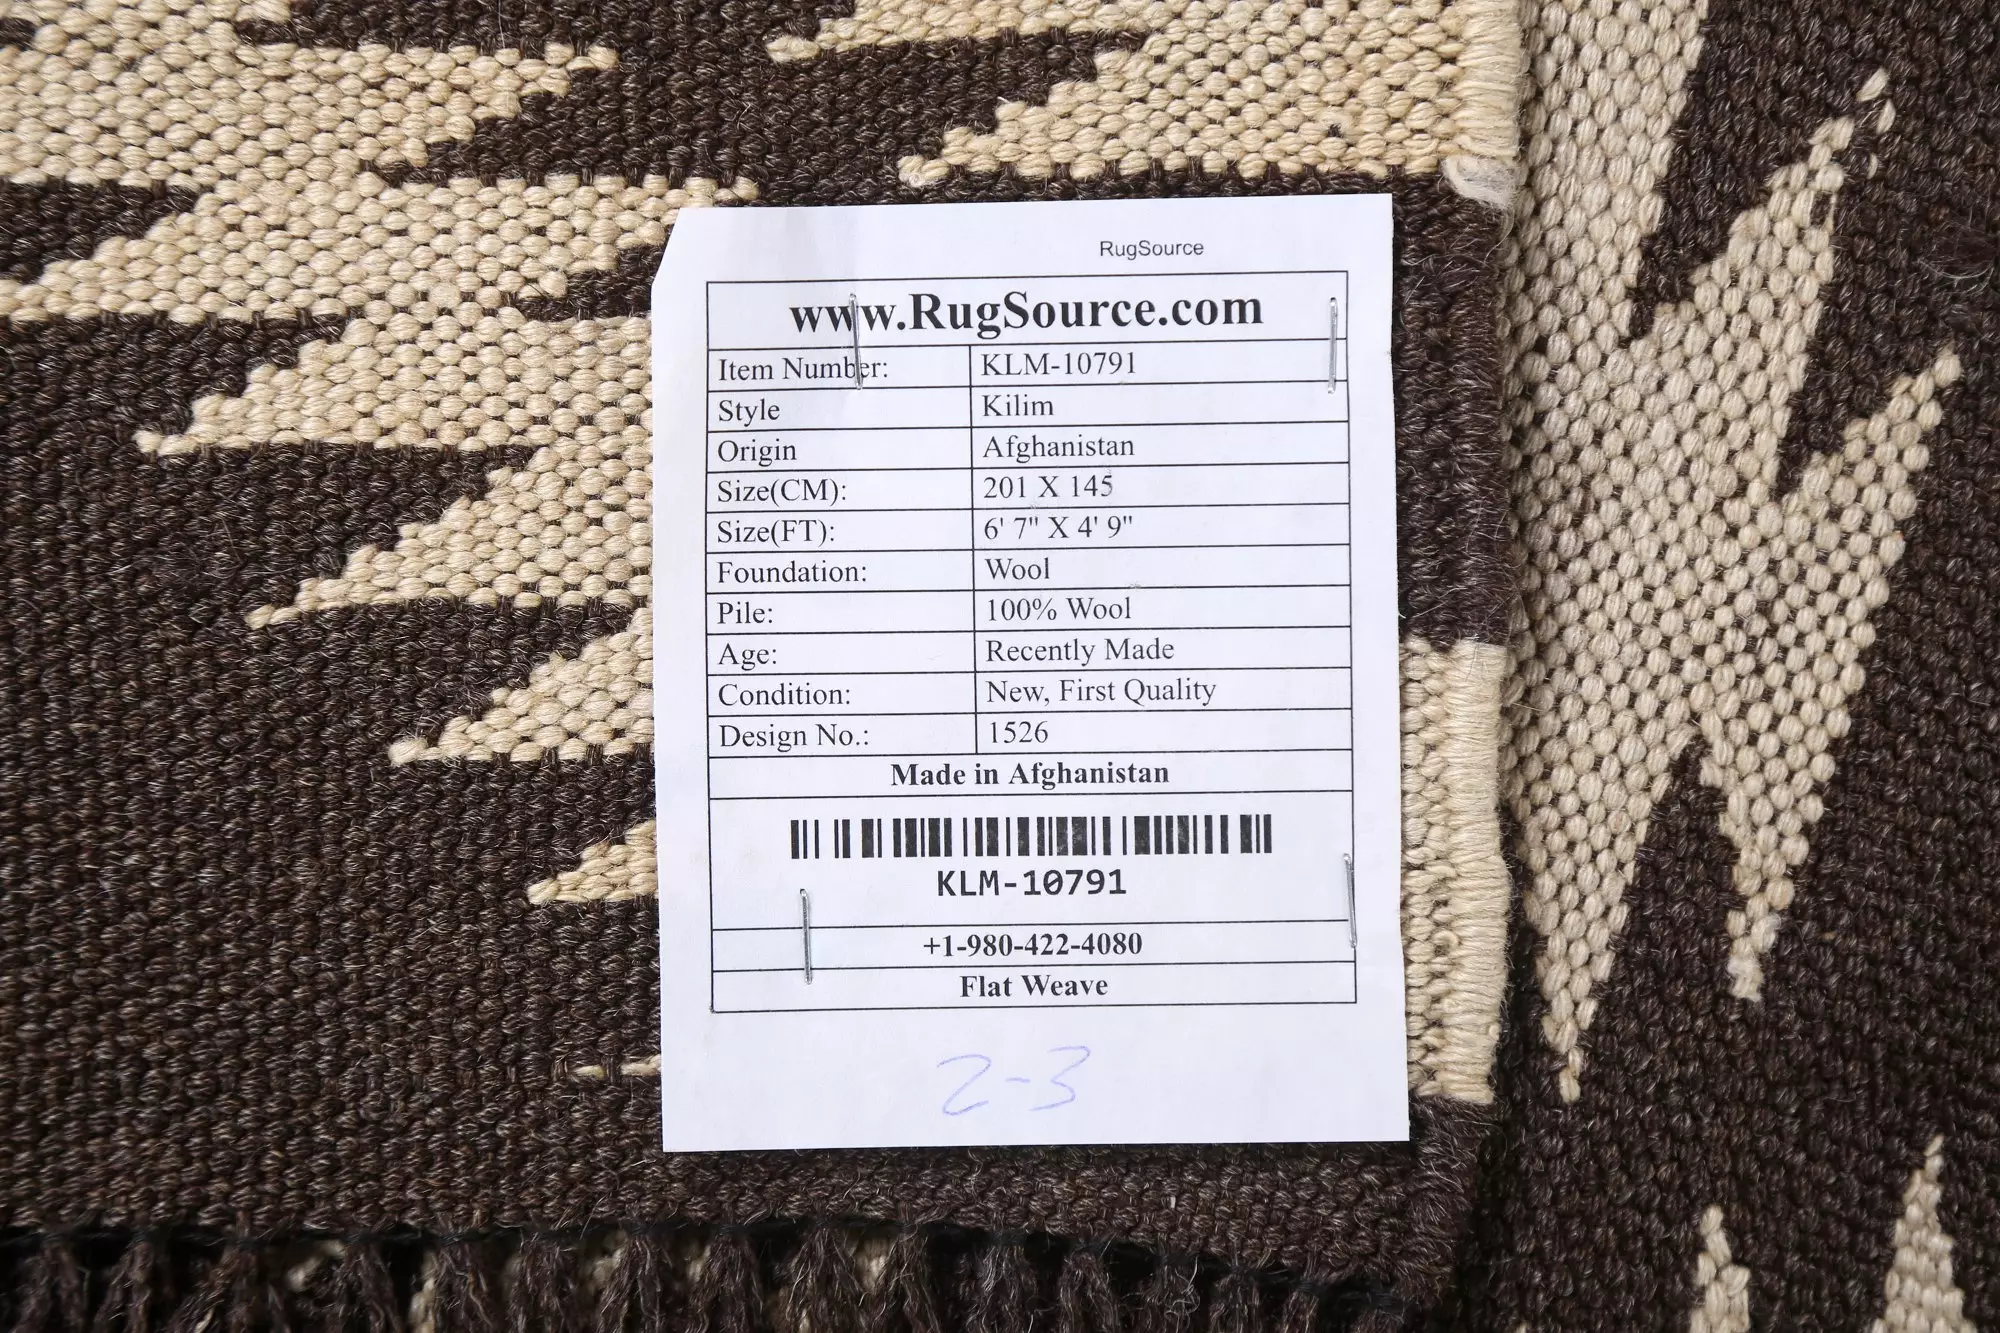 RugSource
www.RugSource.com
Item Number: KLM-10791
Style Kilim
Origin Afghanistan
Size(CM): 201 X 145
Size(FT): 6' 7" X 4' 9"
Foundation: Wool
Pile: 100% Wool
Age: Recently Made
Condition: New, First Quality
Design No.: 1526
Made in Afghanistan
KLM-10791
+1-980-422-4080
Flat Weave
2-3